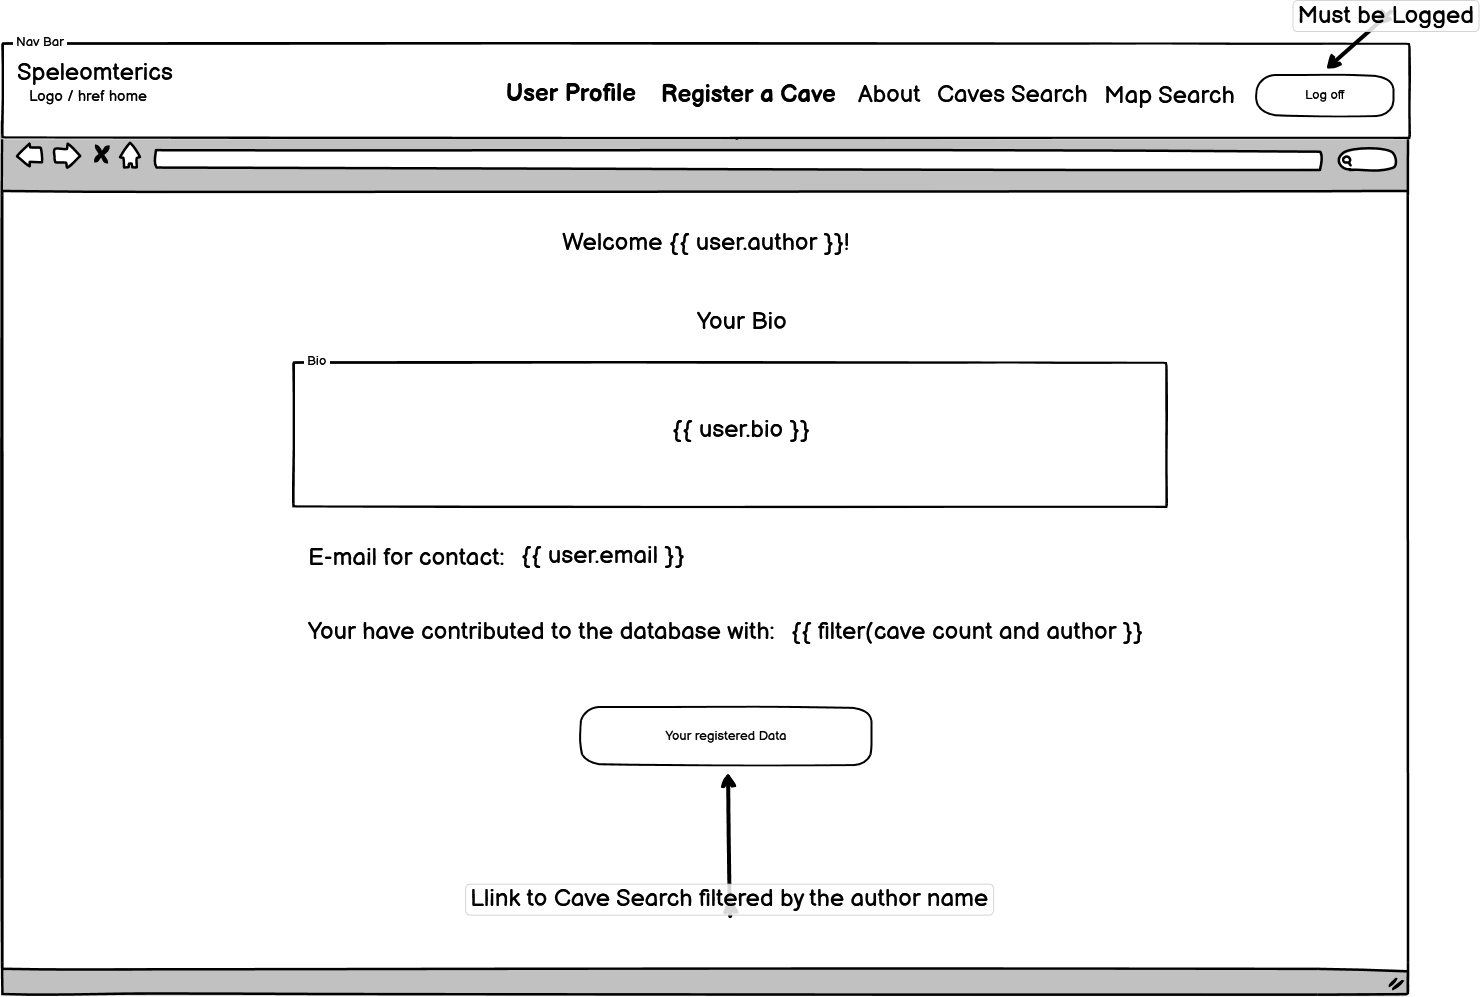 Must be Logged
Nav Bar
Speleomterics
Logo / href home
User Profile Register a Cave About Caves Search Map Search Log off
Welcome {{ user.author }}!
Your Bio
Bio
{{ user.bio }}
E-mail for contact: {{ user.email }}
Your have contributed to the database with: {{ filter(cave count and author }}
Your registered Data
Llink to Cave Search filtered by the author name